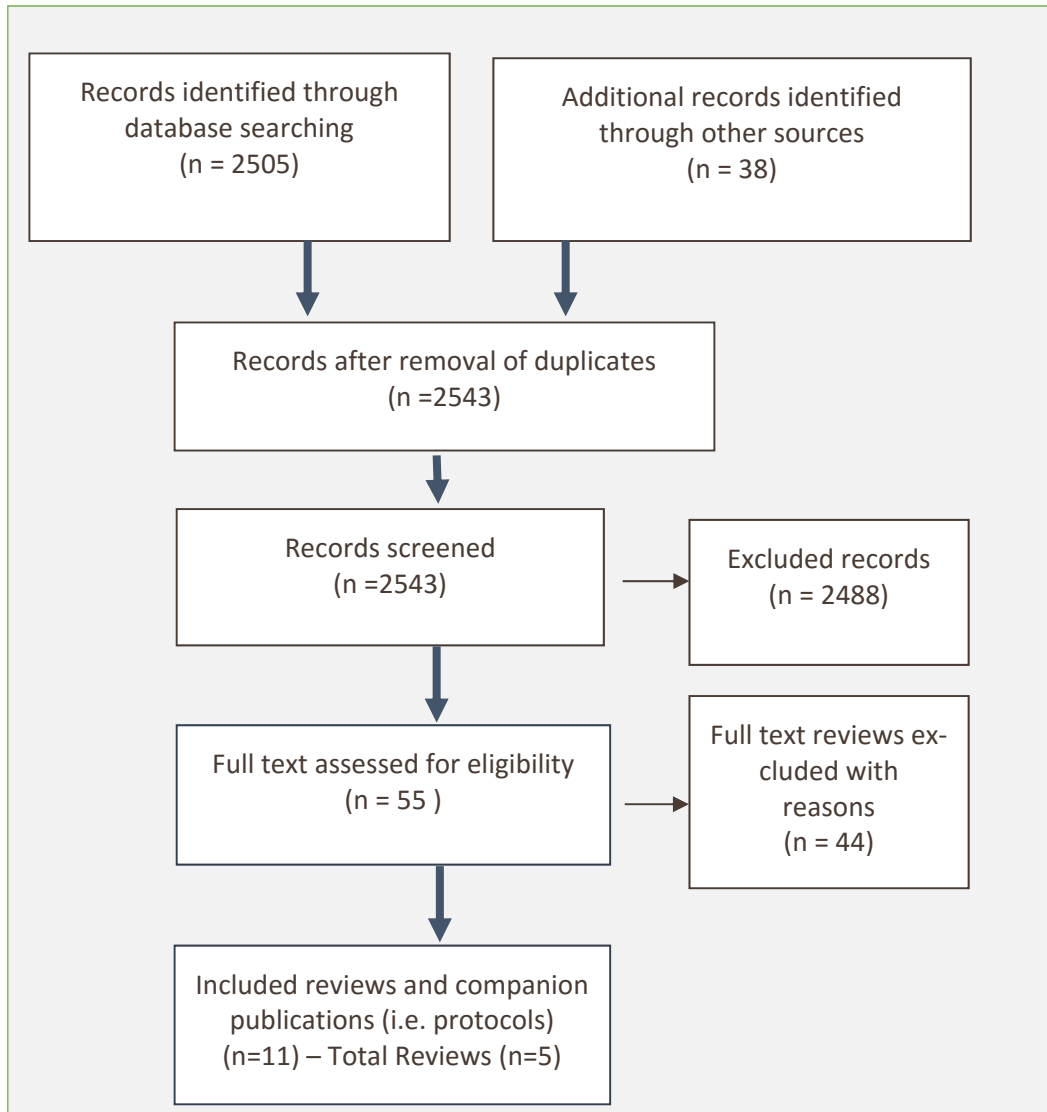 Records identified through
database searching
(n = 2505)
Additional records identified
through other sources
(n = 38)
Records after removal of duplicates
(n =2543)
Records screened
(n =2543)
Excluded records
(n = 2488)
Full text assessed for eligibility
(n = 55 )
Full text reviews ex-
cluded with
reasons
(n = 44)
Included reviews and companion
publications (i.e. protocols)
(n=11) – Total Reviews (n=5)